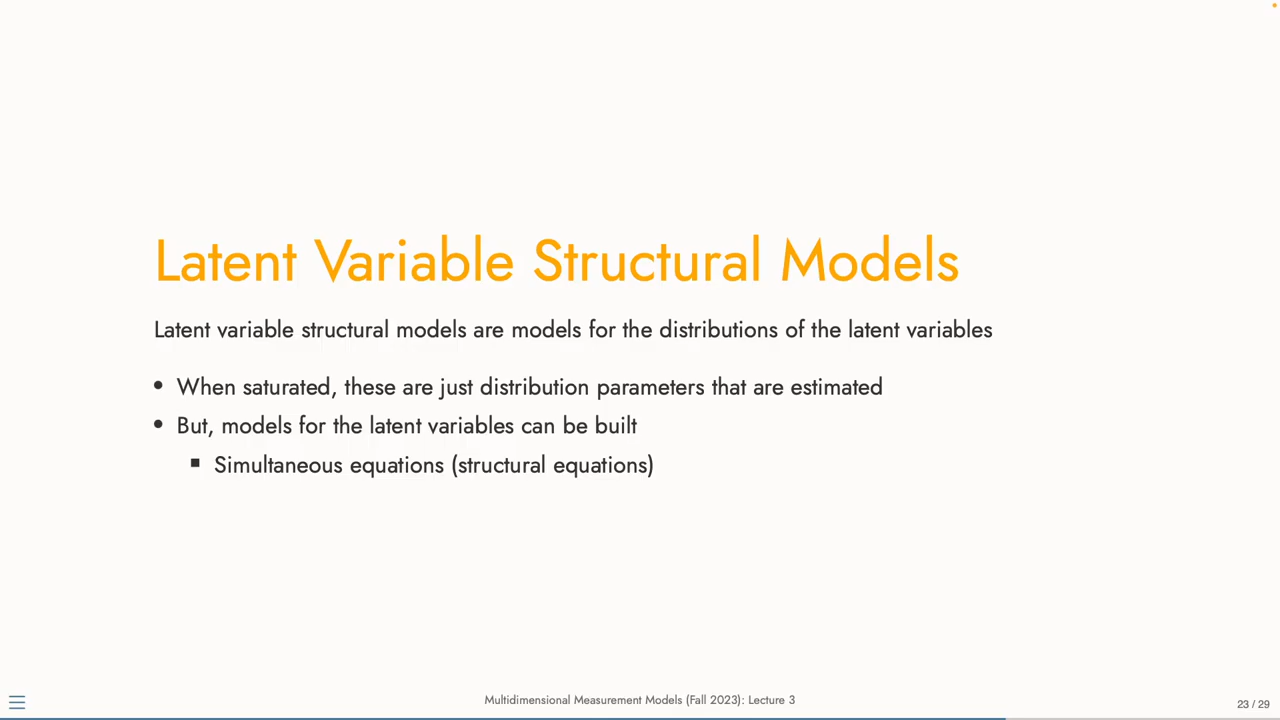 Latent Variable Structural Models
Latent variable structural models are models for the distributions of the latent variables
• When saturated, these are just distribution parameters that are estimated
• But, models for the latent variables can be built
▪ Simultaneous equations (structural equations)
Multidimensional Measurement Models (Fall 2023): Lecture 3
23 / 29